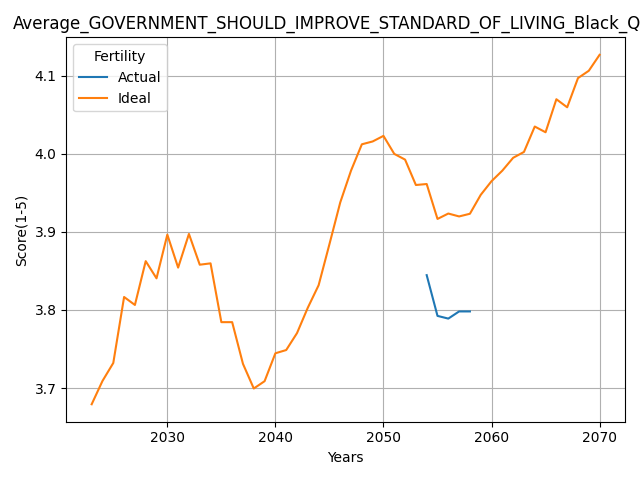 Average_GOVERNMENT_SHOULD_IMPROVE_STANDARD_OF_LIVING_Black_Q
Fertility
Actual
Ideal
Score(1-5)
4.1
4.0
3.9
3.8
3.7
2030 2040 2050 2060 2070
Years